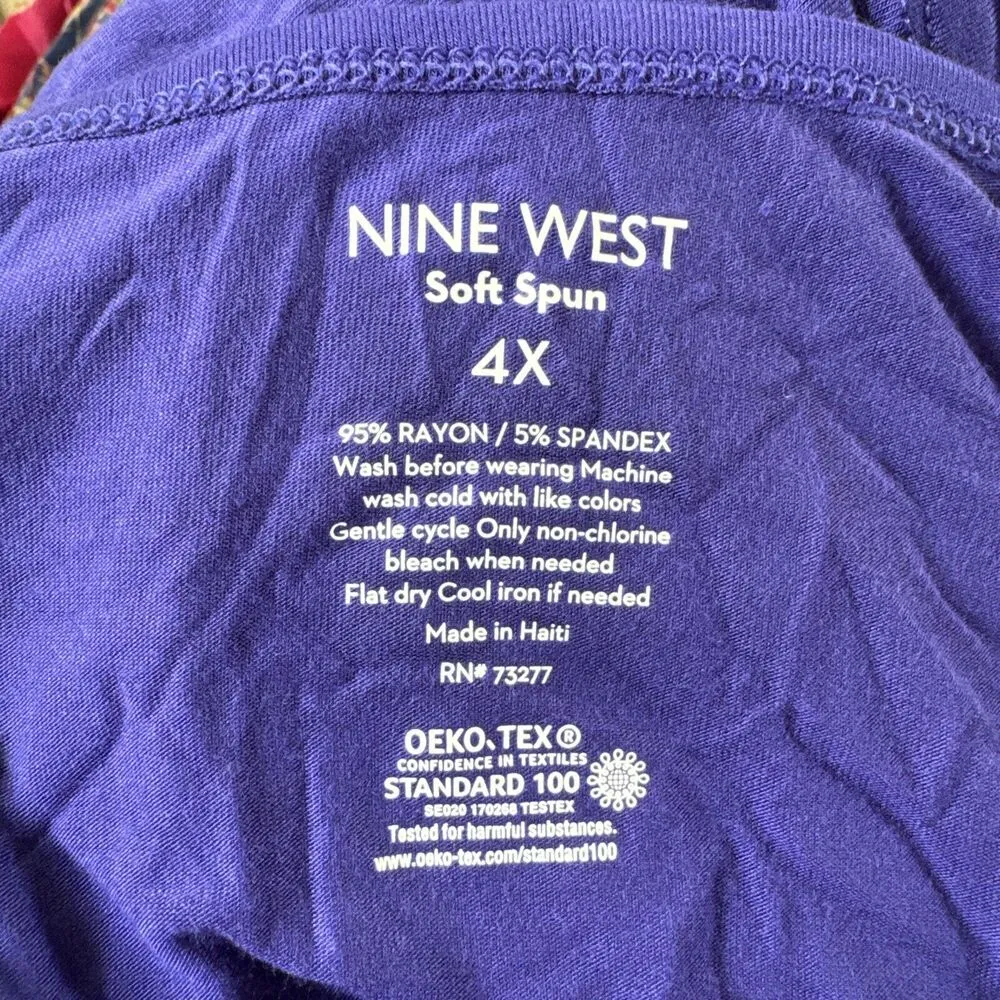 NINE WEST
Soft Spun
4X
95% RAYON / 5% SPANDEX
Wash before wearing Machine
wash cold with like colors
Gentle cycle Only non-chlorine
bleach when needed
Flat dry Cool iron if needed
Made in Haiti
RN# 73277
OEKO-TEX®
CONFIDENCE IN TEXTILES
STANDARD 100
SE020 170268 TESTEX
Tested for harmful substances.
www.oeko-tex.com/standard100